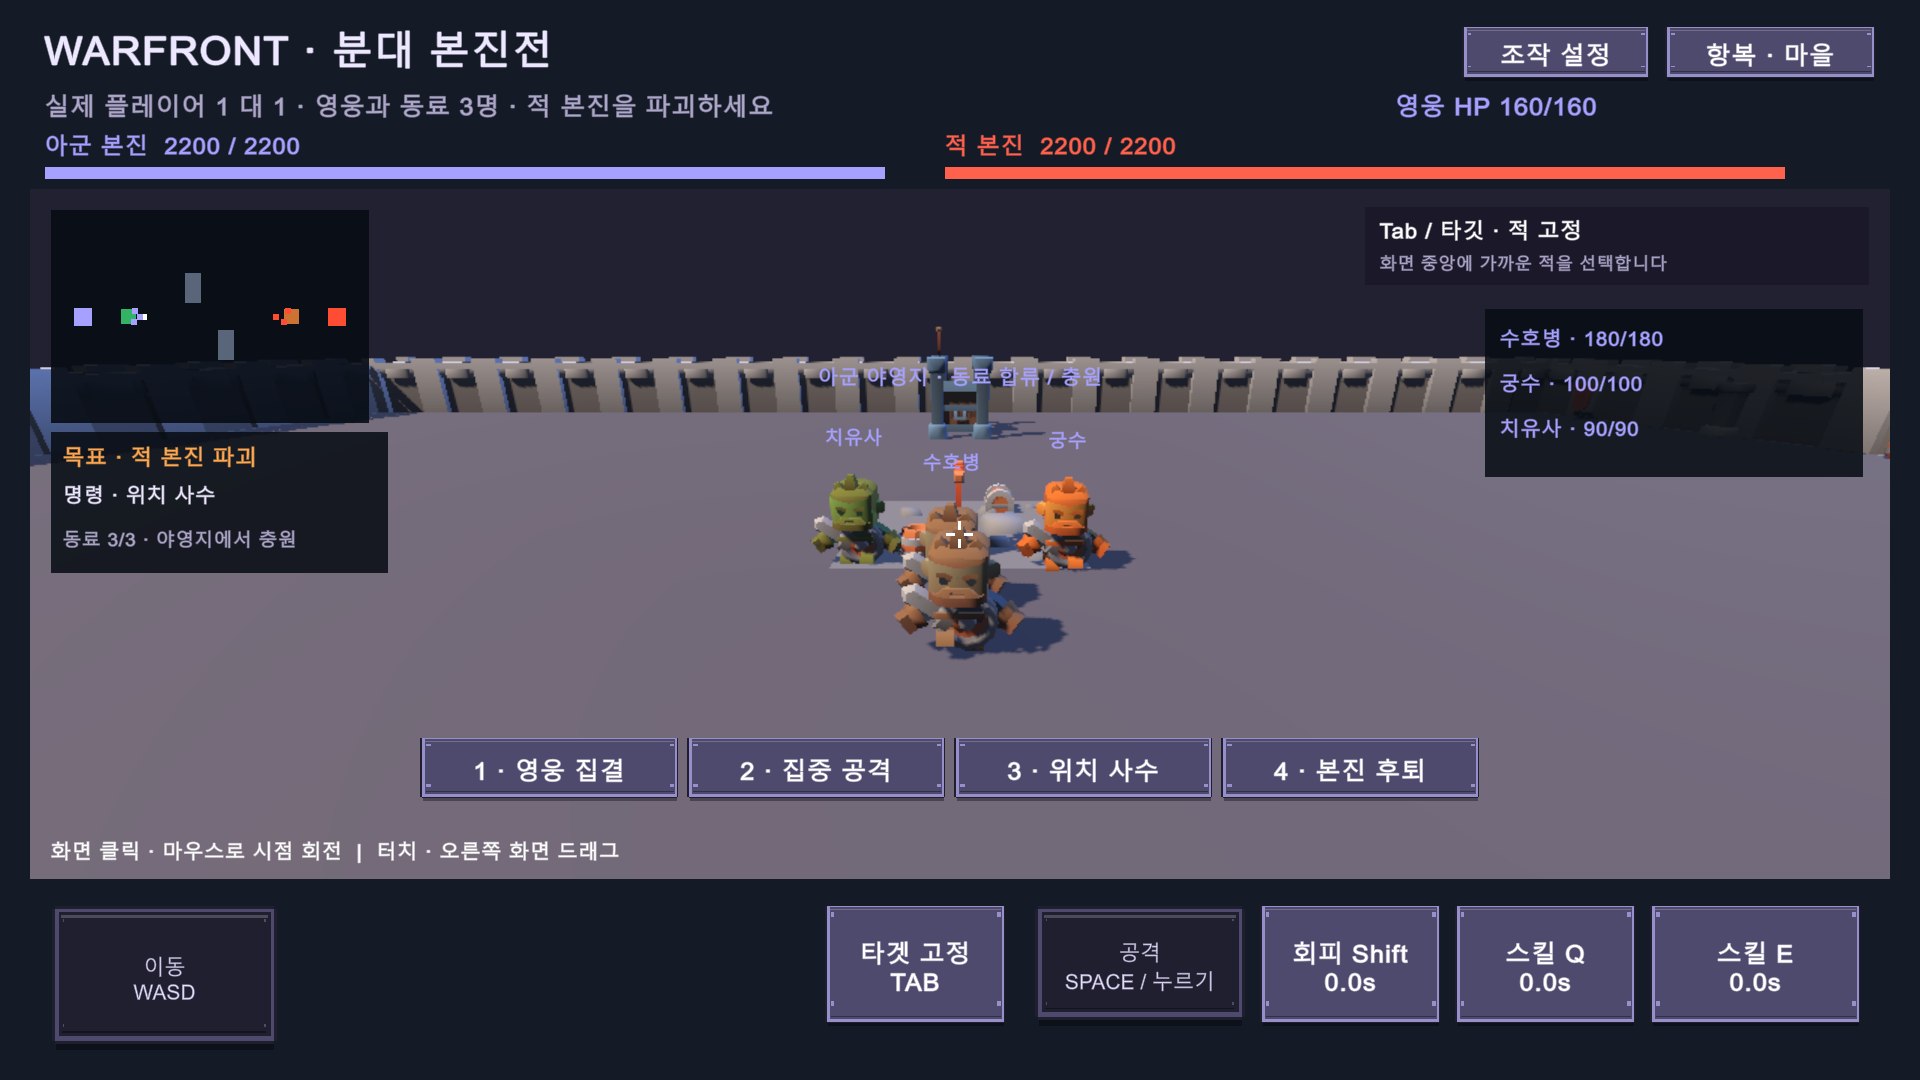 WARFRONT · 분대 본진전
조작 설정
항복 · 마을
실제 플레이어 1 대 1 · 영웅과 동료 3명 · 적 본진을 파괴하세요
영웅 HP 160/160
아군 본진 2200 / 2200
적 본진 2200 / 2200
Tab / 타깃 · 적 고정
화면 중앙에 가까운 적을 선택합니다
수호병 · 180/180
궁수 · 100/100
치유사 · 90/90
아군 야영지 · 동료 합류 / 충원
치유사
궁수
수호병
목표 · 적 본진 파괴
명령 · 위치 사수
동료 3/3 · 야영지에서 충원
1 · 영웅 집결
2 · 집중 공격
3 · 위치 사수
4 · 본진 후퇴
화면 클릭 · 마우스로 시점 회전 | 터치 · 오른쪽 화면 드래그
이동
WASD
타겟 고정
TAB
공격
SPACE / 누르기
회피 Shift
0.0s
스킬 Q
0.0s
스킬 E
0.0s